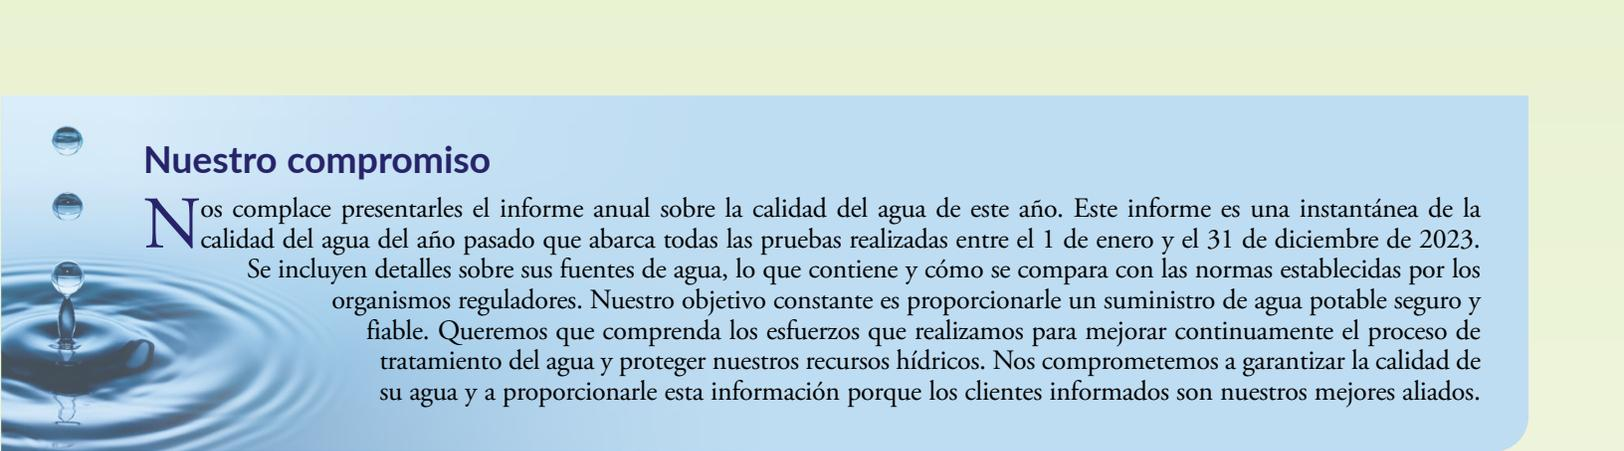 Nuestro compromiso
Nos complace presentarles el informe anual sobre la calidad del agua de este año. Este informe es una instantánea de la
calidad del agua del año pasado que abarca todas las pruebas realizadas entre el 1 de enero y el 31 de diciembre de 2023.
Se incluyen detalles sobre sus fuentes de agua, lo que contiene y cómo se compara con las normas establecidas por los
organismos reguladores. Nuestro objetivo constante es proporcionarle un suministro de agua potable seguro y
fiable. Queremos que comprenda los esfuerzos que realizamos para mejorar continuamente el proceso de
tratamiento del agua y proteger nuestros recursos hídricos. Nos comprometemos a garantizar la calidad de
su agua y a proporcionarle esta información porque los clientes informados son nuestros mejores aliados.